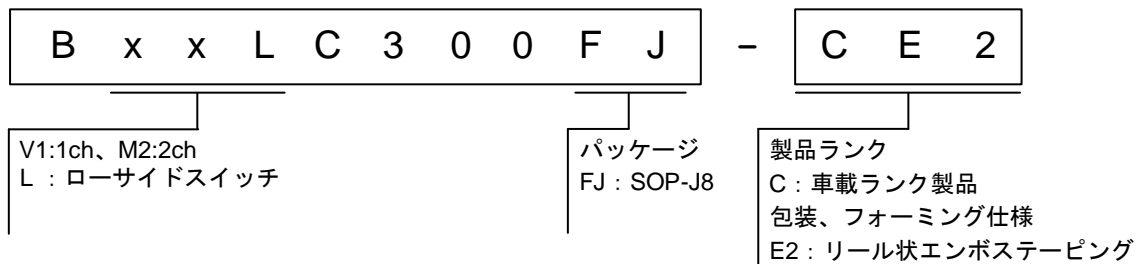 B x x L C 3 0 0 F J － C E 2
V1:1ch、M2:2ch
L ：ローサイドスイッチ
パッケージ
FJ：SOP-J8
製品ランク
C：車載ランク製品
包装、フォーミング仕様
E2：リール状エンボステーピング